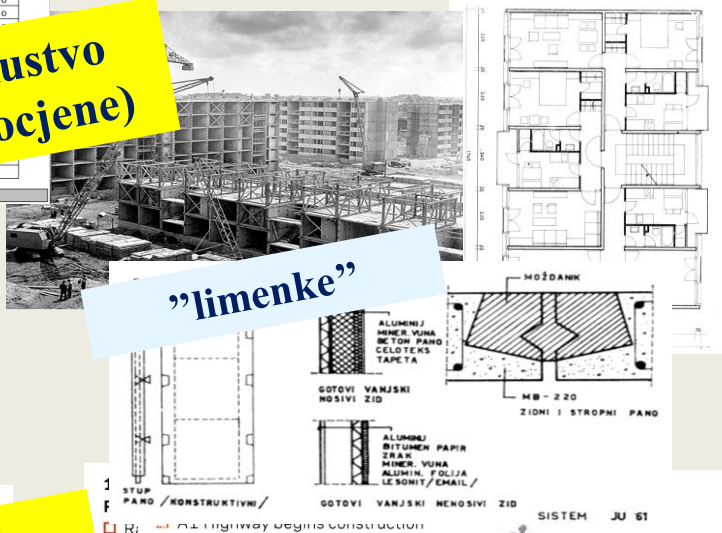 ocjene)
”limenke”
MOŽDANIK
ALUMINIJ
MINER. VUNA
BETON PANO
CELOTEKS
TAPETA
GOTOVI VANJSKI
NOSIVI ZID
MB-220
ZIDNI I STROPNI PANO
ALUMINIJ
BITUMEN PAPIR
ZRAK
MINER. VUNA
ALUMIN. FOLIJA
LESONIT/EMAIL/
STUP
PANO /KONSTRUKTIVNI/
GOTOVI VANJSKI NENOSIVI ZID
SISTEM JU '61
A1 Highway begins construction